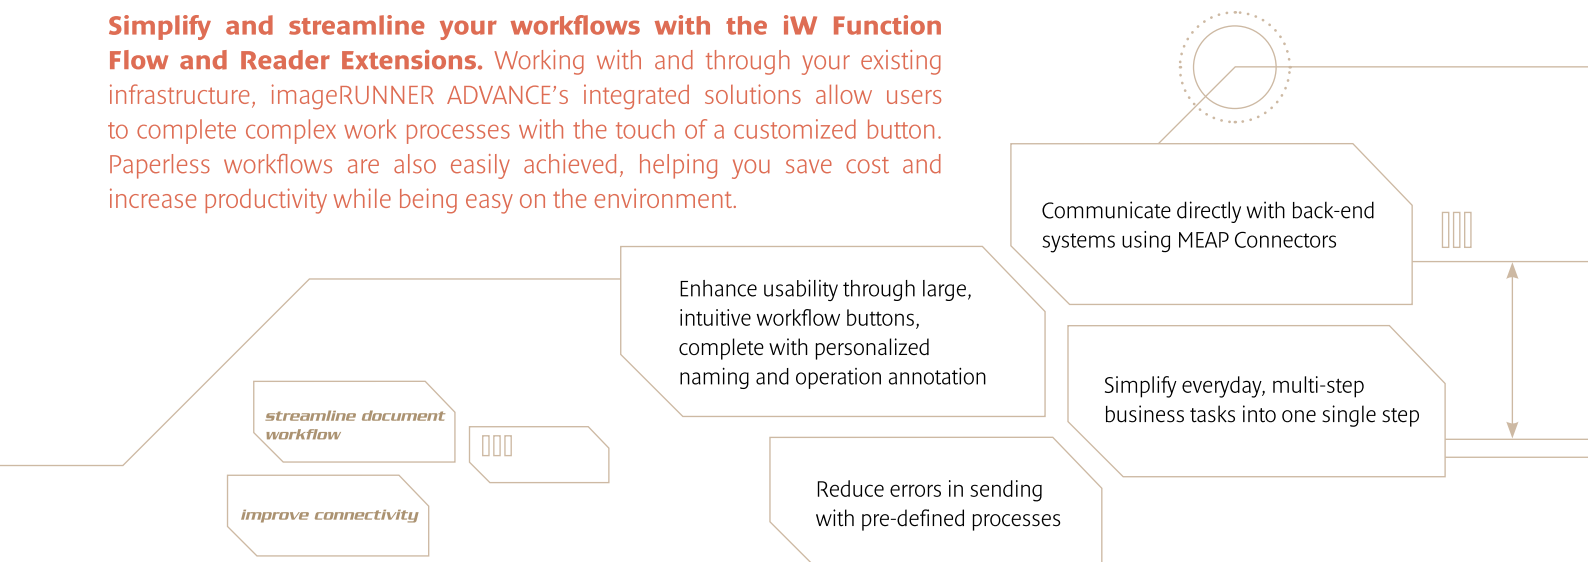 Simplify and streamline your workflows with the iW Function
Flow and Reader Extensions. Working with and through your existing
infrastructure, imageRUNNER ADVANCE's integrated solutions allow users
to complete complex work processes with the touch of a customized button.
Paperless workflows are also easily achieved, helping you save cost and
increase productivity while being easy on the environment.
Communicate directly with back-end
systems using MEAP Connectors
Enhance usability through large,
intuitive workflow buttons,
complete with personalized
naming and operation annotation
Simplify everyday, multi-step
business tasks into one single step
streamline document
workflow
Reduce errors in sending
with pre-defined processes
improve connectivity